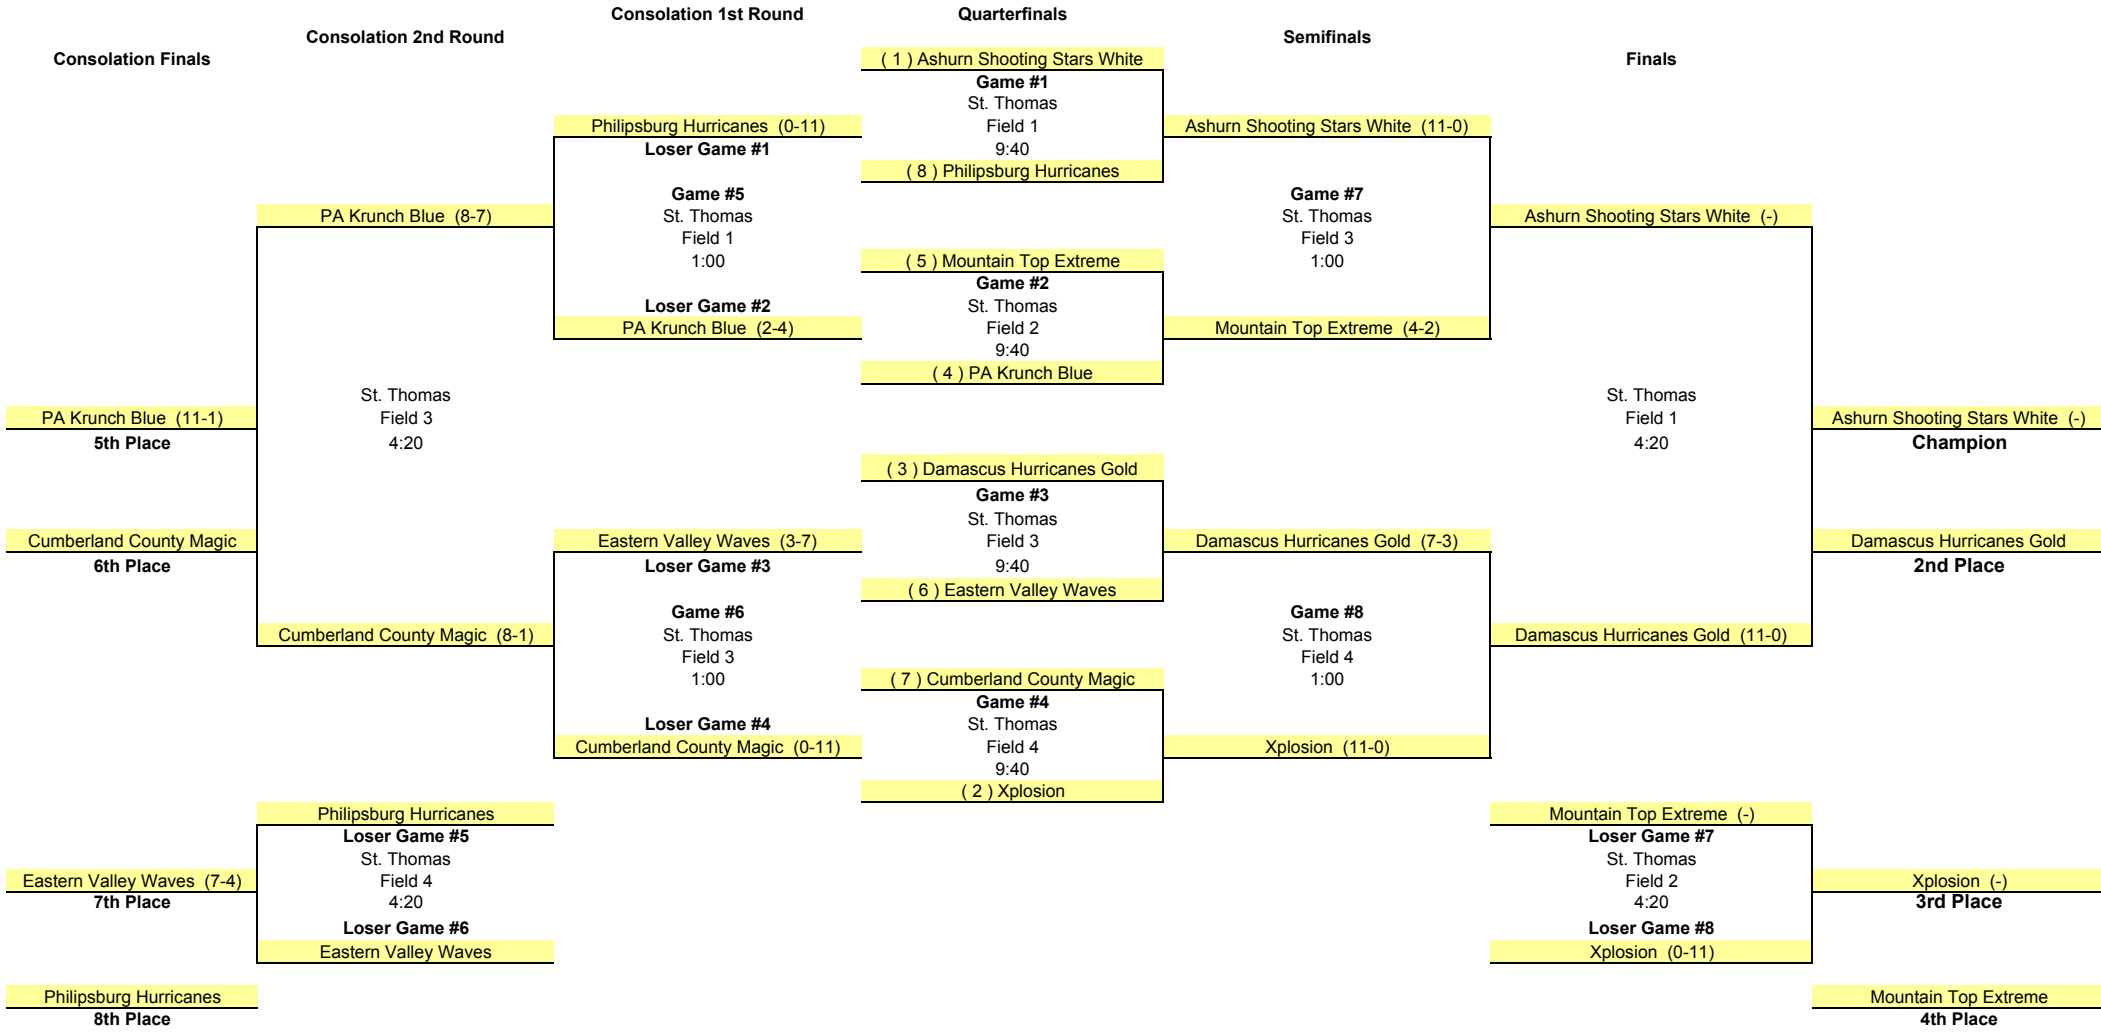 Consolation 1st Round
Quarterfinals
Consolation 2nd Round
Semifinals
Consolation Finals
( 1 ) Ashurn Shooting Stars White
Finals
Game #1
St. Thomas
Philipsburg Hurricanes (0-11)
Field 1
Ashurn Shooting Stars White (11-0)
Loser Game #1
9:40
( 8 ) Philipsburg Hurricanes
Game #5
Game #7
PA Krunch Blue (8-7)
St. Thomas
St. Thomas
Ashurn Shooting Stars White (-)
Field 1
Field 3
1:00
( 5 ) Mountain Top Extreme
1:00
Game #2
Loser Game #2
St. Thomas
PA Krunch Blue (2-4)
Field 2
Mountain Top Extreme (4-2)
9:40
( 4 ) PA Krunch Blue
St. Thomas
St. Thomas
PA Krunch Blue (11-1)
Field 3
Field 1
Ashurn Shooting Stars White (-)
5th Place
4:20
4:20
Champion
( 3 ) Damascus Hurricanes Gold
Game #3
St. Thomas
Cumberland County Magic
Eastern Valley Waves (3-7)
Field 3
Damascus Hurricanes Gold (7-3)
Damascus Hurricanes Gold
6th Place
Loser Game #3
9:40
2nd Place
( 6 ) Eastern Valley Waves
Game #6
Game #8
Cumberland County Magic (8-1)
St. Thomas
St. Thomas
Damascus Hurricanes Gold (11-0)
Field 3
Field 4
1:00
( 7 ) Cumberland County Magic
1:00
Game #4
Loser Game #4
St. Thomas
Cumberland County Magic (0-11)
Field 4
Xplosion (11-0)
9:40
( 2 ) Xplosion
Philipsburg Hurricanes
Mountain Top Extreme (-)
Loser Game #5
Loser Game #7
St. Thomas
St. Thomas
Eastern Valley Waves (7-4)
Field 4
Field 2
Xplosion (-)
7th Place
4:20
4:20
3rd Place
Loser Game #6
Loser Game #8
Eastern Valley Waves
Xplosion (0-11)
Philipsburg Hurricanes
Mountain Top Extreme
8th Place
4th Place